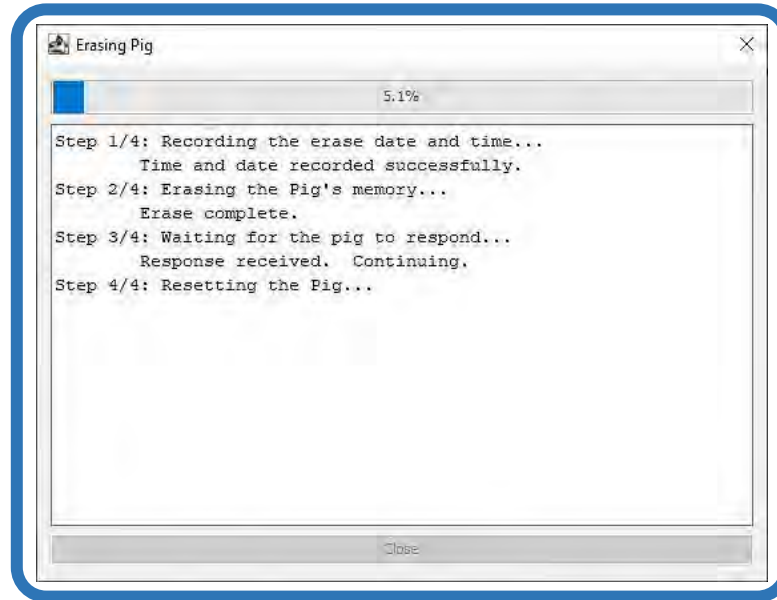 Erasing Pig
5.1%
Step 1/4: Recording the erase date and time...
Time and date recorded successfully.
Step 2/4: Erasing the Pig's memory...
Erase complete.
Step 3/4: Waiting for the pig to respond...
Response received.  Continuing.
Step 4/4: Resetting the Pig...
Close